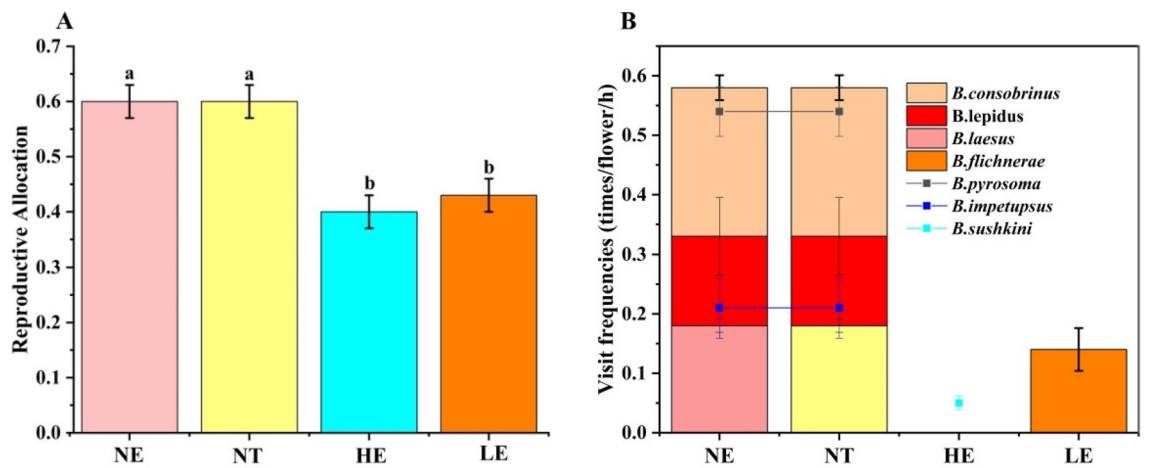 A
Reproductive Allocation
0.7
0.6
0.5
0.4
0.3
0.2
0.1
0.0
a
a
b
b
NE
NT
HE
LE
B
Visit frequencies (times/flower/h)
0.6
0.5
0.4
0.3
0.2
0.1
0.0
B.consobrinus
B.lepidus
B.laesus
B.flichnerae
B.pyrosoma
B.impetupsus
B.sushkini
NE
NT
HE
LE